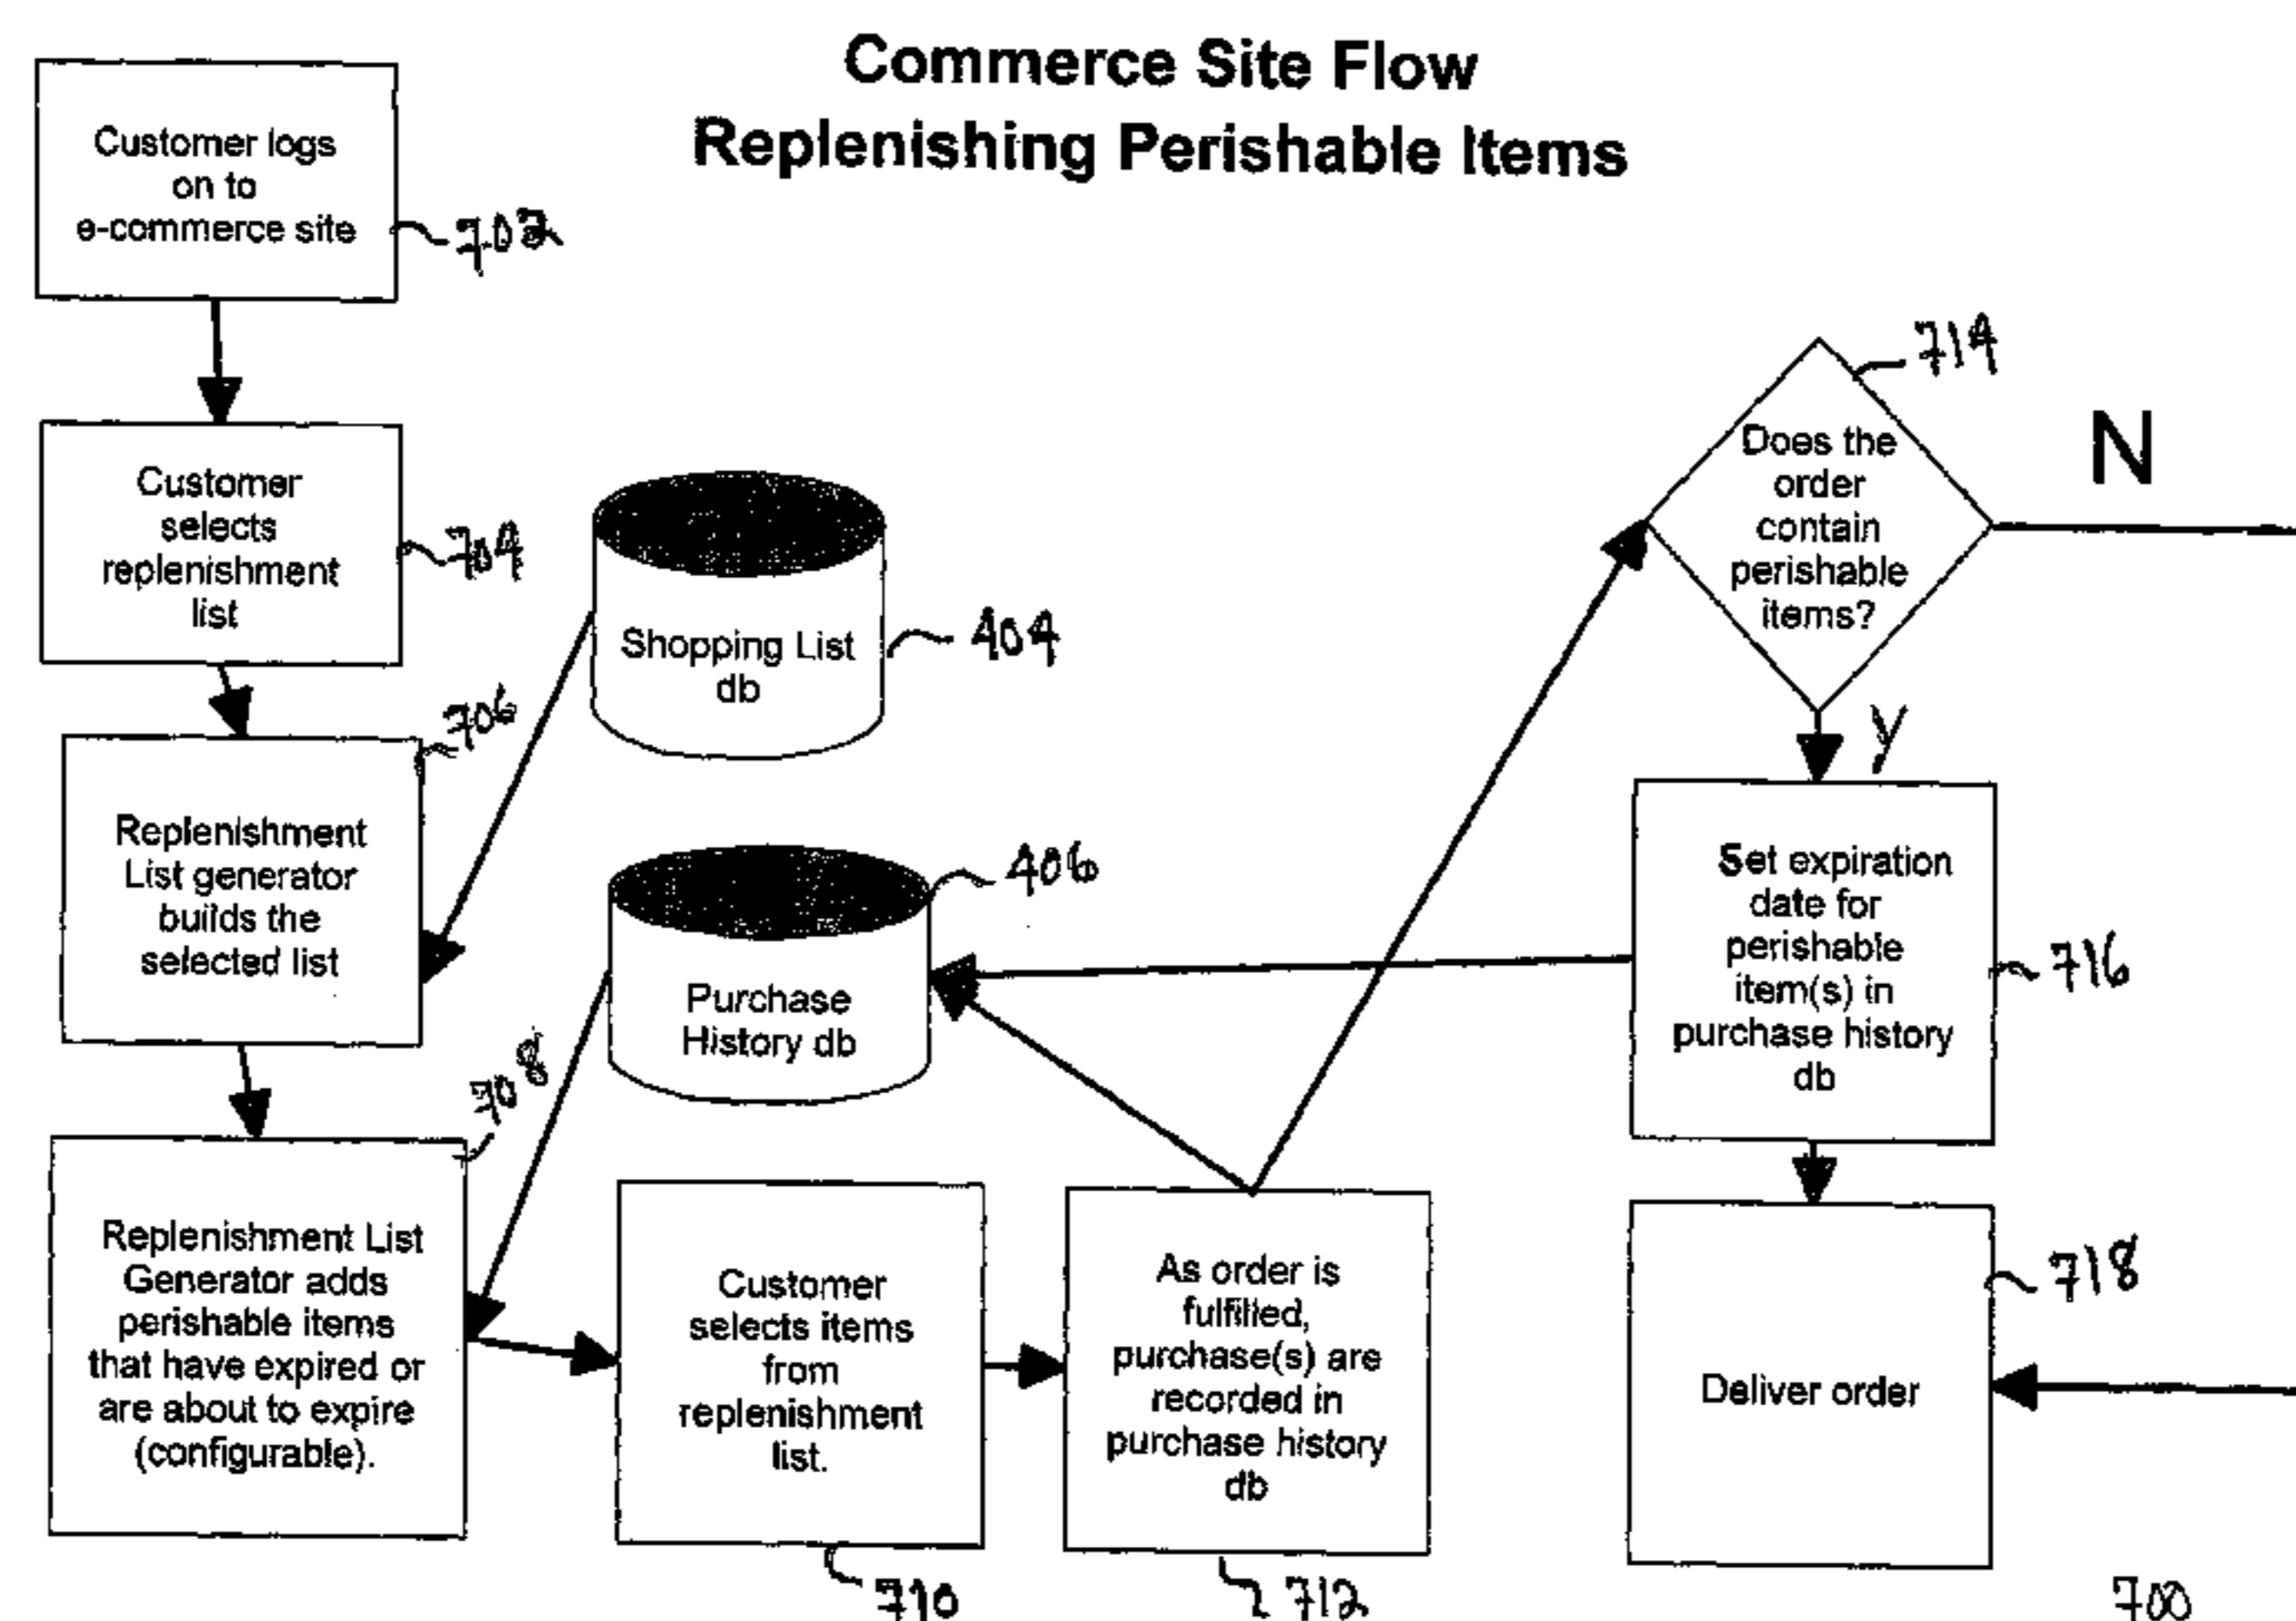 Commerce Site Flow
Replenishing Perishable Items
Customer logs
on to
e-commerce site
702
Customer
selects
replenishment
list
704
Replenishment
List generator
builds the
selected list
706
Shopping List
db
404
Purchase
History db
406
Replenishment List
Generator adds
perishable items
that have expired or
are about to expire
(configurable).
708
Customer
selects items
from
replenishment
list.
710
As order is
fulfilled,
purchase(s) are
recorded in
purchase history
db
712
Does the
order
contain
perishable
items?
714
N
Y
Set expiration
date for
perishable
item(s) in
purchase history
db
716
Deliver order
718
700